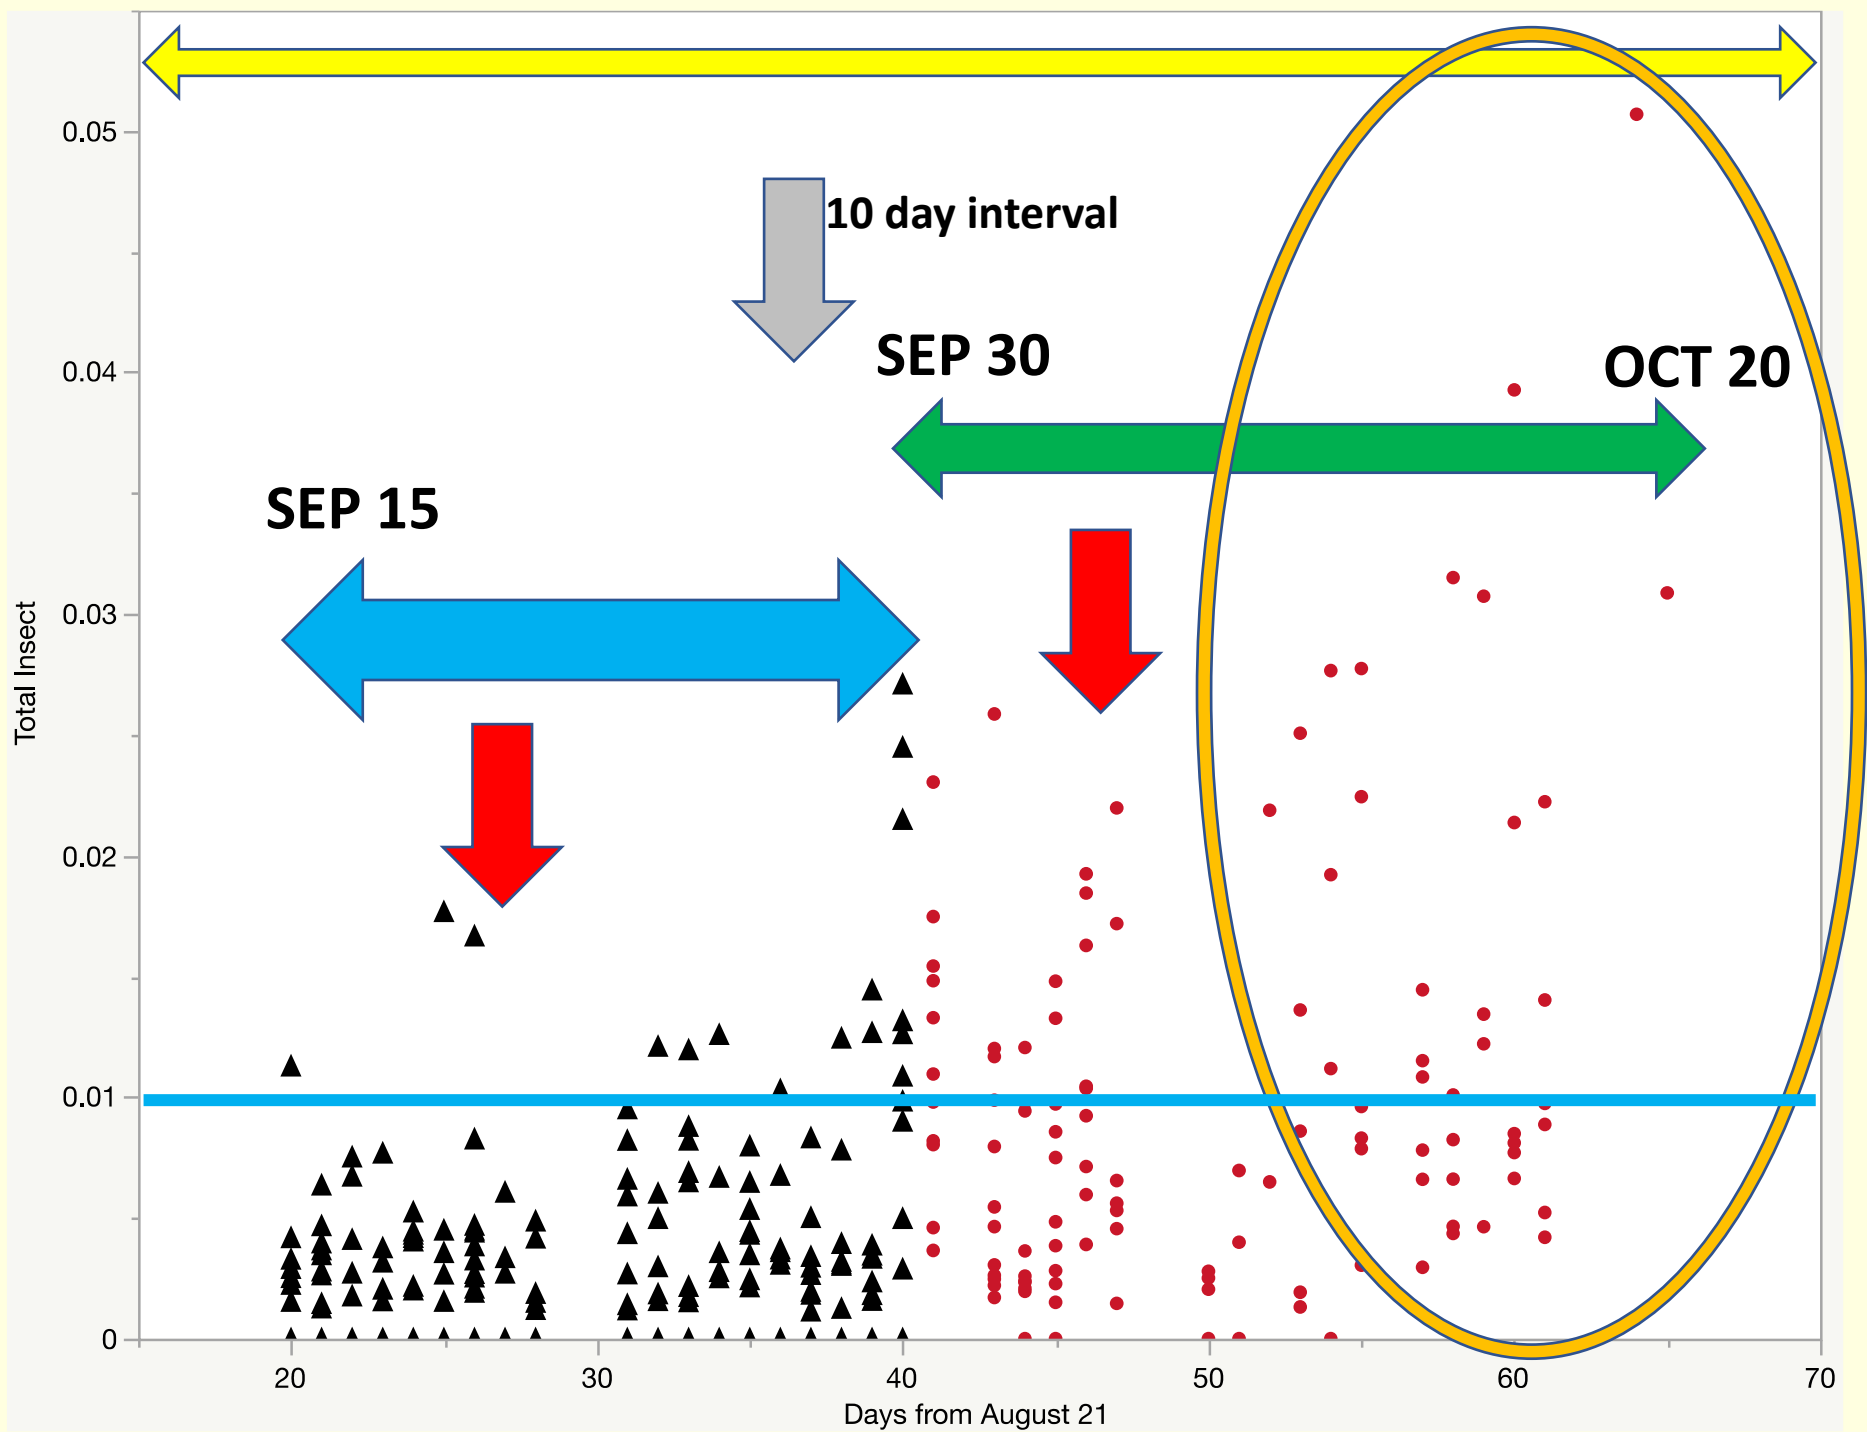 0.05
10 day interval
SEP 30
OCT 20
0.04
SEP 15
0.03
Total Insect
0.02
0.01
0
20 30 40 50 60 70
Days from August 21